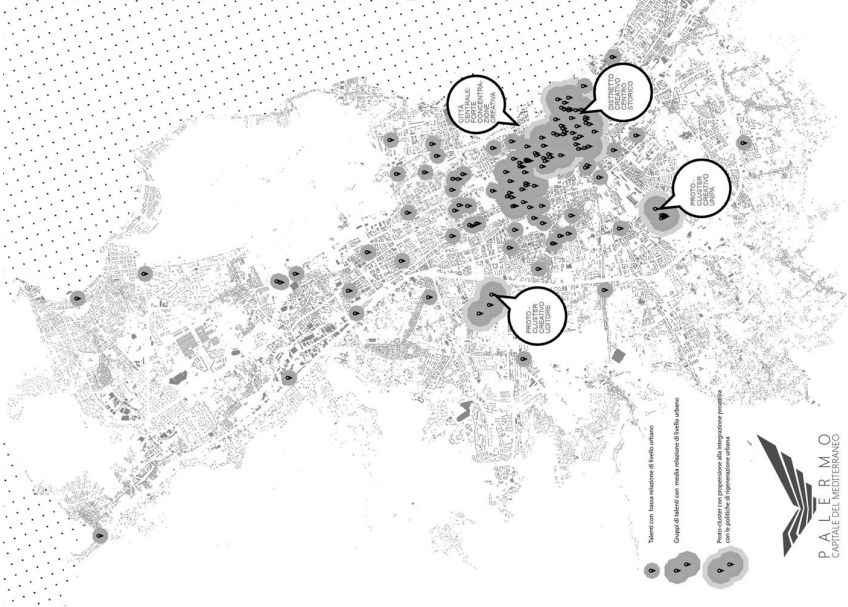 CITTÀ
CENTRALE:
FORTE
CONCENTRA-
ZIONE
CREATIVA
DISTRETTO
CREATIVO
CENTRO
STORICO
PROTO -
CLUSTER
CREATIVO
UNIPA
PROTO -
CLUSTER
CREATIVO
UDITORE
Talenti con bassa relazione di livello urbano
Gruppi di talenti con media relazione di livello urbano
Proto-cluster con propensione alla integrazione proattiva
con le politiche di rigenerazione urbana
PALERMO
CAPITALE DEL MEDITERRANEO